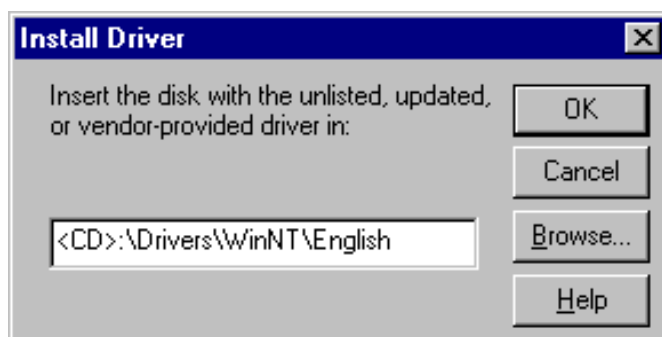 Install Driver
Insert the disk with the unlisted, updated,
or vendor-provided driver in:
OK
Cancel
<CD>:\Drivers\WinNT\English
Browse...
Help